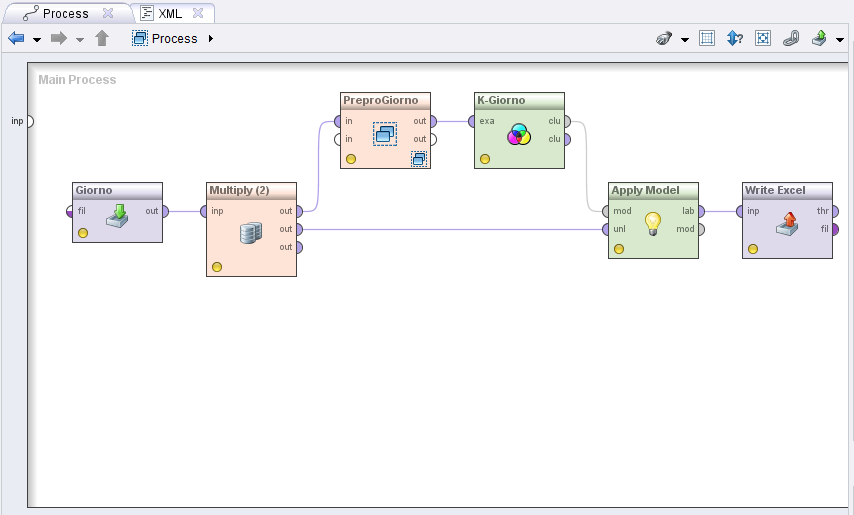 Process
XML
Process
Main Process
inp
PreproGiorno
in out
in out
K-Giorno
exa clu
clu
Giorno
fil out
Multiply (2)
inp out
out
out
Apply Model
mod lab
unl mod
Write Excel
inp thr
fil